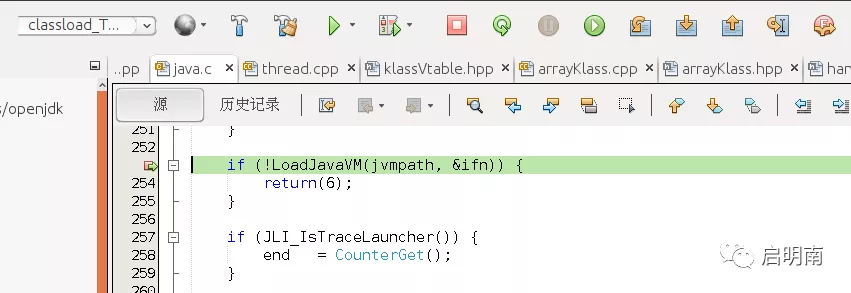 classload_T...
..pp java.c thread.cpp klassVtable.hpp arrayKlass.cpp arrayKlass.hpp har
s/openjdk
源 历史记录
251 }
252
if (!LoadJavaVM(jvmpath, &ifn)) {
254 return(6);
255 }
256
257 if (JLI_IsTraceLauncher()) {
258 end = CounterGet();
259 }
260
启明南